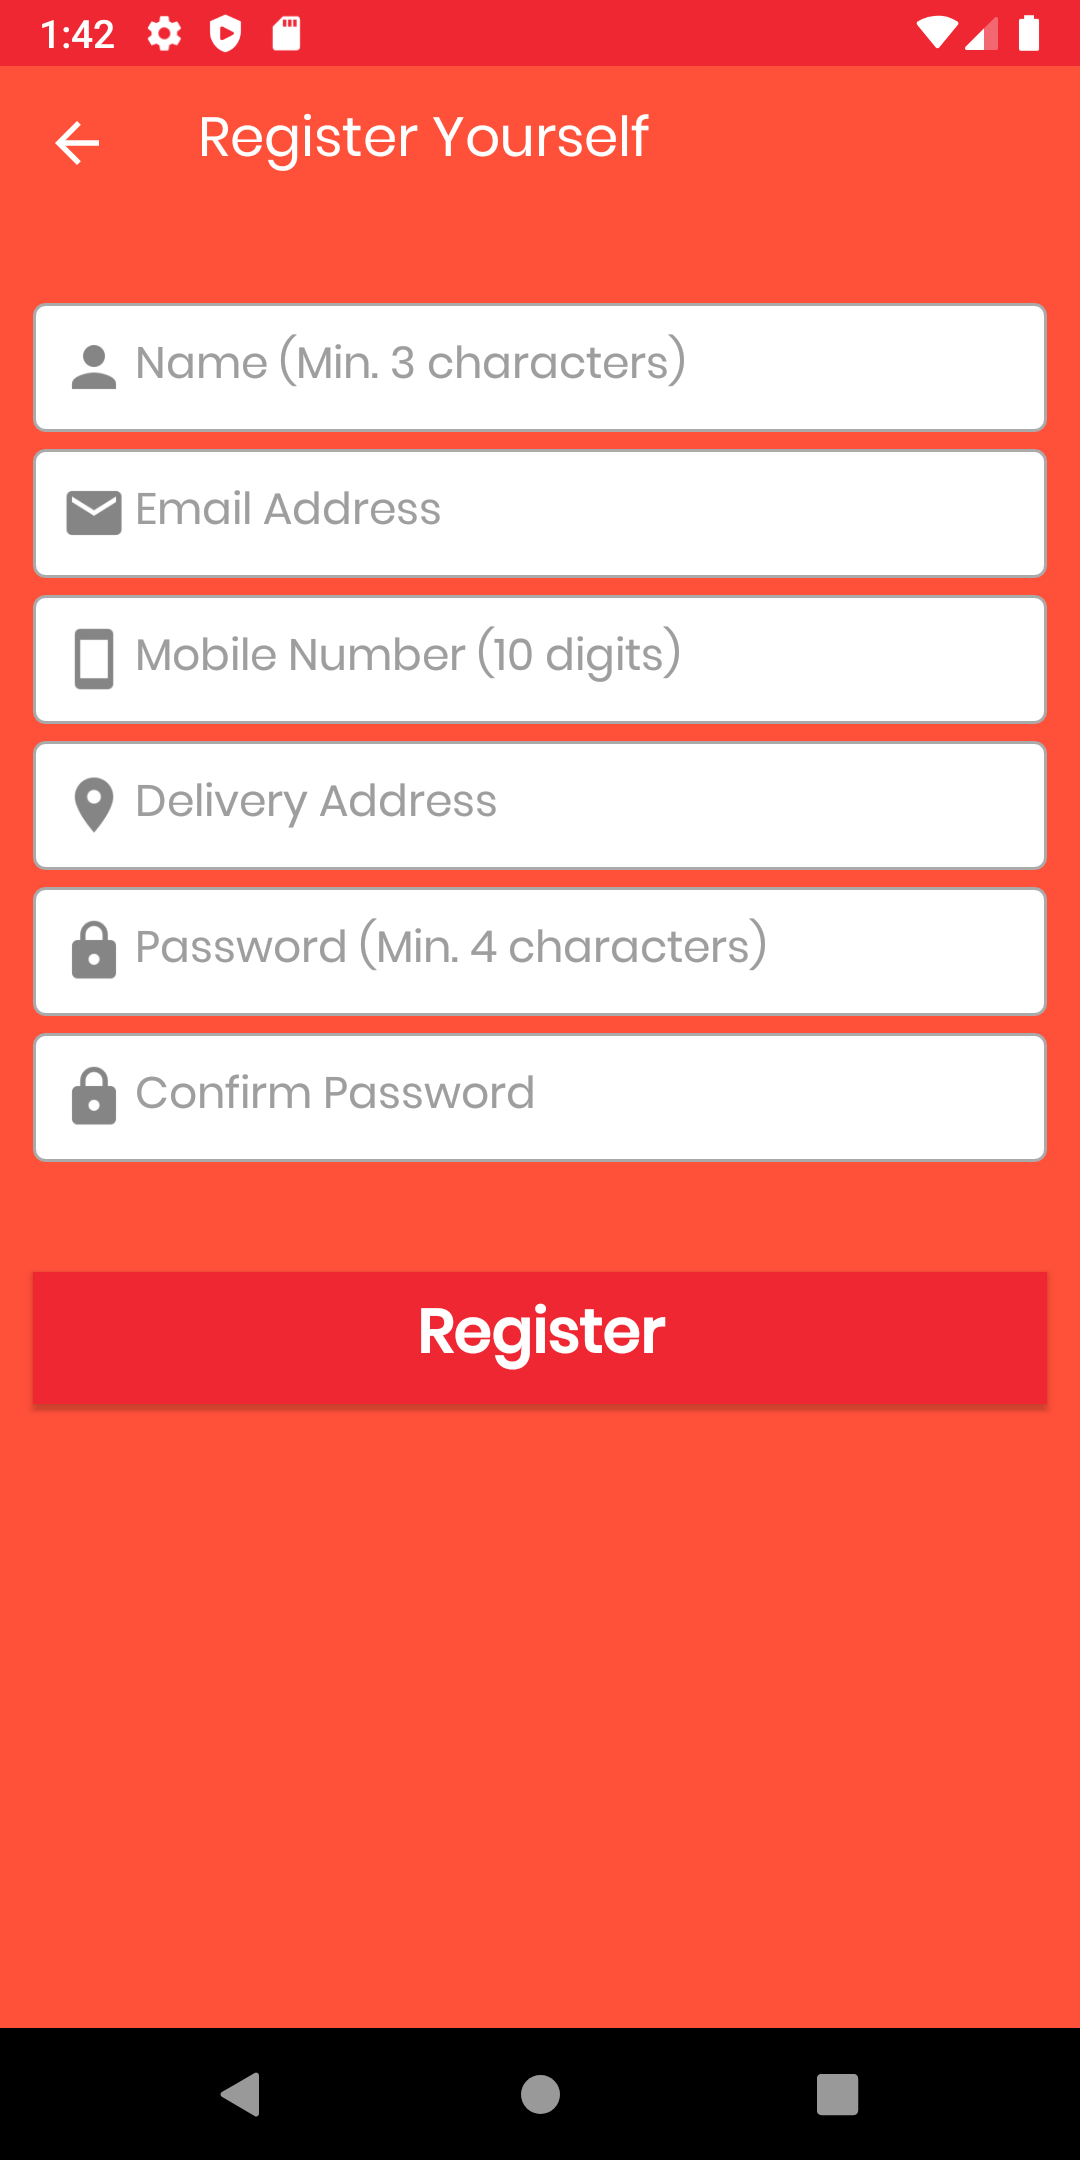 1:42
Register Yourself
Name (Min. 3 characters)
Email Address
Mobile Number (10 digits)
Delivery Address
Password (Min. 4 characters)
Confirm Password
Register